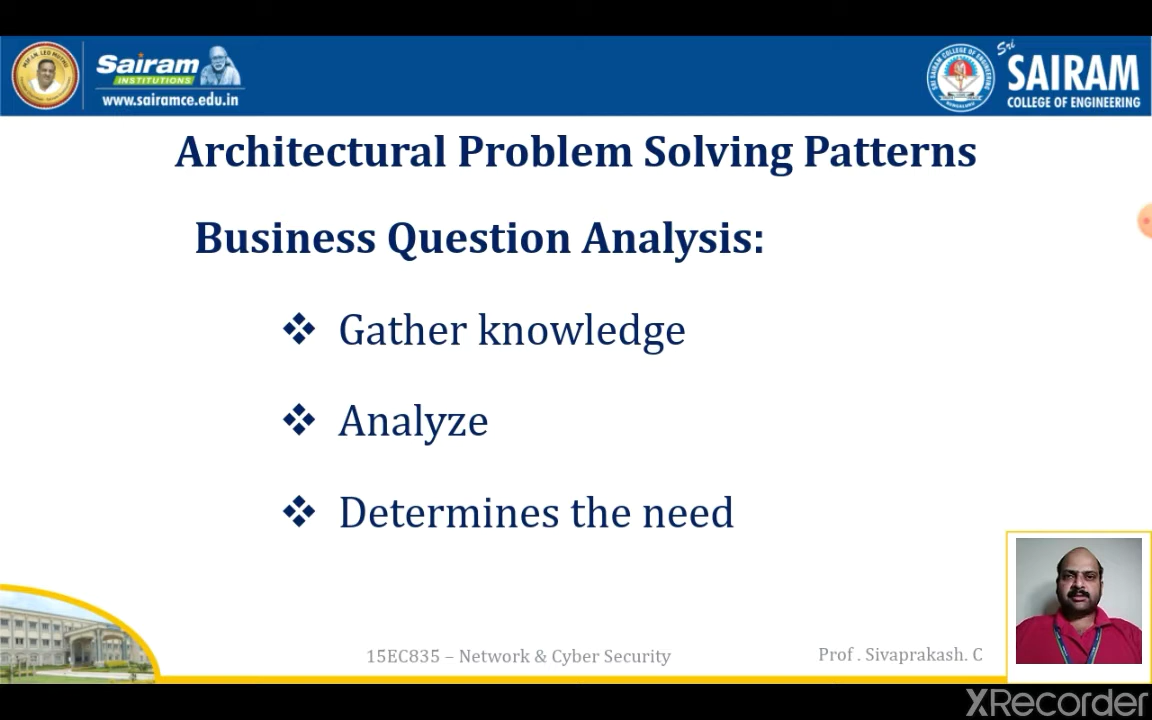 Sairam
INSTITUTIONS
www.sairamce.edu.in
Sri
SAIRAM
COLLEGE OF ENGINEERING
Architectural Problem Solving Patterns
Business Question Analysis:
Gather knowledge
Analyze
Determines the need
15EC835 – Network & Cyber Security
Prof . Sivaprakash. C
XRecorder